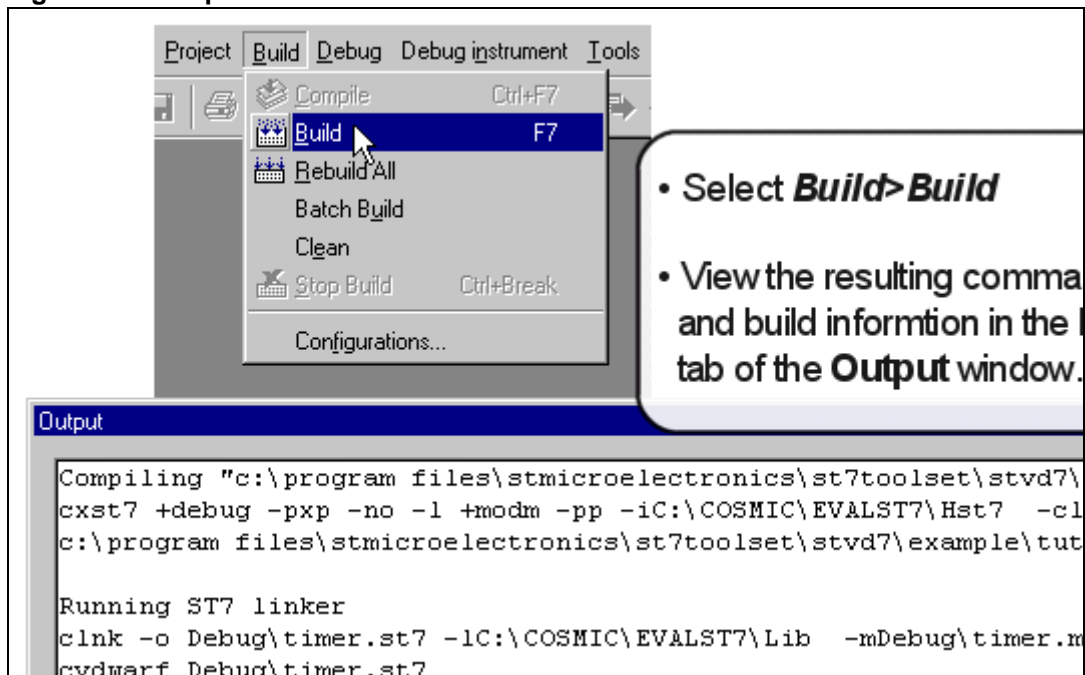 Project Build Debug Debug instrument Tools
Compile Ctrl+F7
Build F7
Rebuild All
Batch Build
Clean
Stop Build Ctrl+Break
Configurations...
• Select Build>Build
• View the resulting comma
and build informtion in the
tab of the Output window.
Output
Compiling "c:\program files\stmicroelectronics\st7toolset\stvd7\
cxst7 +debug -pxp -no -l +modm -pp -iC:\COSMIC\EVALST7\Hst7 -cl
c:\program files\stmicroelectronics\st7toolset\stvd7\example\tut
Running ST7 linker
clnk -o Debug\timer.st7 -lC:\COSMIC\EVALST7\Lib -mDebug\timer.m
cvdwarf Debug\timer.st7